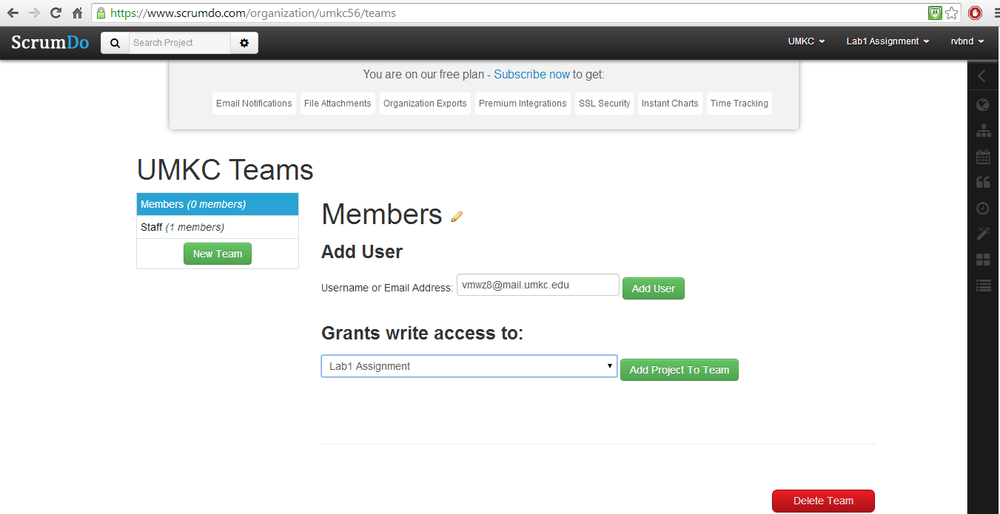 https://www.scrumdo.com/organization/umkc56/teams
ScrumDo Search Project UMKC Lab1 Assignment rvbnd
You are on our free plan - Subscribe now to get:
Email Notifications File Attachments Organization Exports Premium Integrations SSL Security Instant Charts Time Tracking
UMKC Teams
Members (0 members)
Staff (1 members)
New Team
Members
Add User
Username or Email Address: vmwz8@mail.umkc.edu Add User
Grants write access to:
Lab1 Assignment Add Project To Team
Delete Team